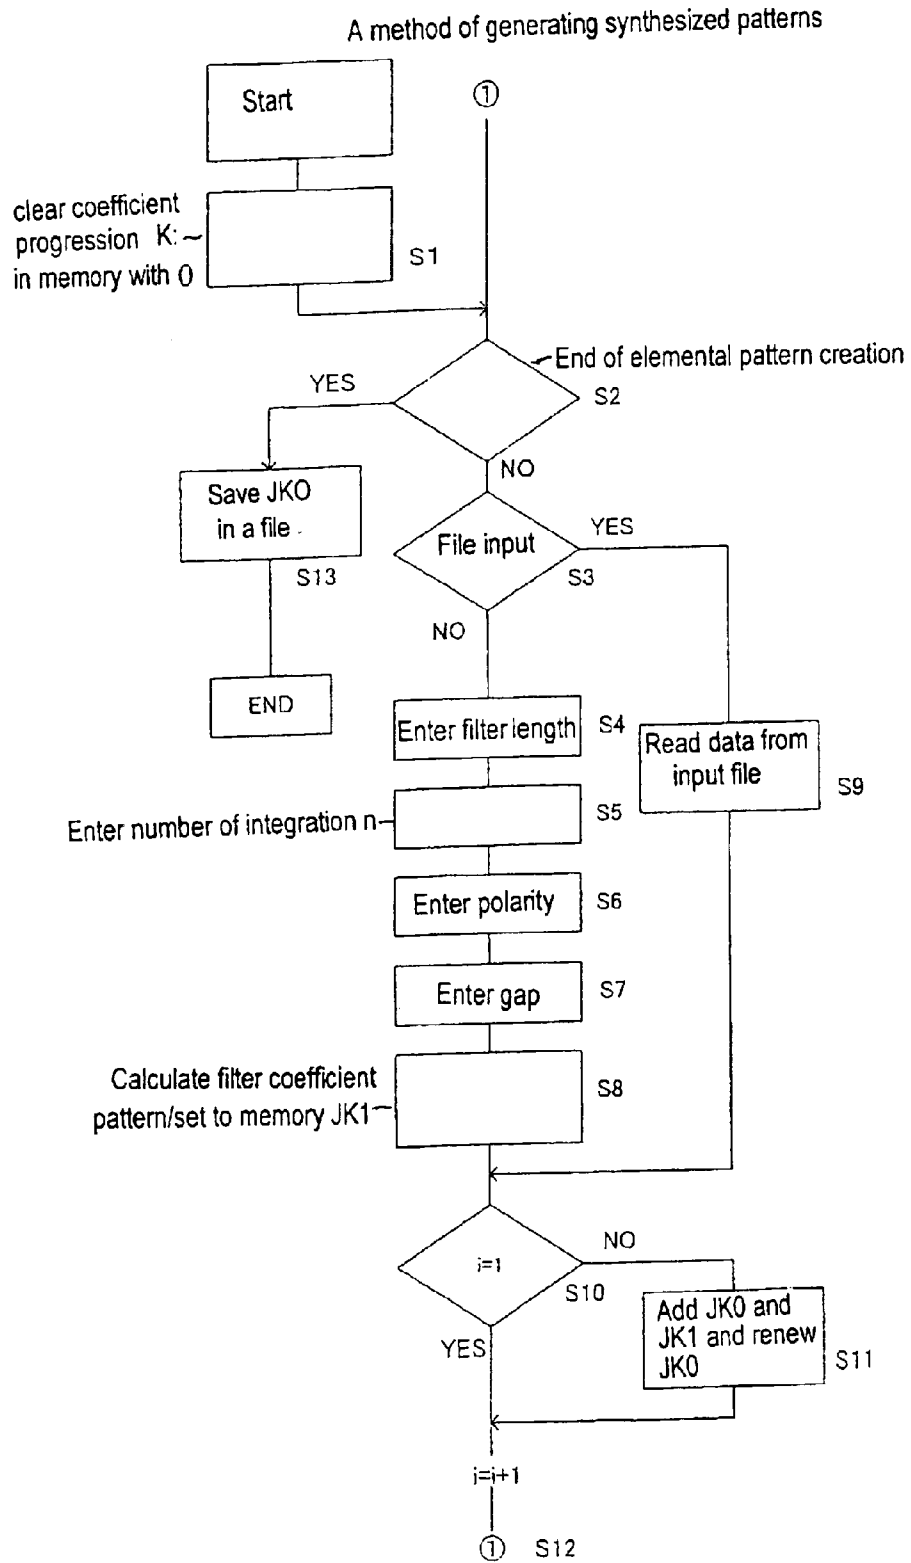 A method of generating synthesized patterns
Start
①
clear coefficient
progression K:
in memory with 0
S1
End of elemental pattern creation
S2
YES
NO
Save JK0
in a file
S13
File input
YES
S3
NO
END
Enter filter length
S4
Read data from
input file
S9
Enter number of integration n
S5
Enter polarity
S6
Enter gap
S7
Calculate filter coefficient
pattern/set to memory JK1
S8
i=1
NO
S10
YES
Add JK0 and
JK1 and renew
JK0
S11
i=i+1
①
S12